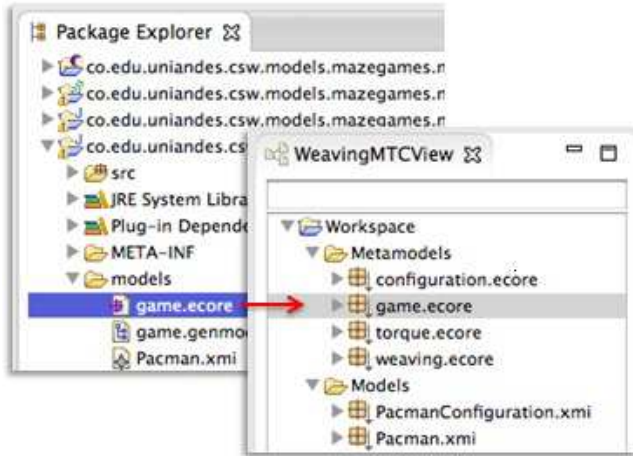 Package Explorer
co.edu.uniandes.csw.models.mazegames.
co.edu.uniandes.csw.models.mazegames.
co.edu.uniandes.csw.models.mazegames.
co.edu.uniandes.cs
src
JRE System Libra
Plug-in Depende
META-INF
models
game.ecore
game.genmo
Pacman.xmi
WeavingMTCView
Workspace
Metamodels
configuration.ecore
game.ecore
torque.ecore
weaving.ecore
Models
PacmanConfiguration.xmi
Pacman.xmi